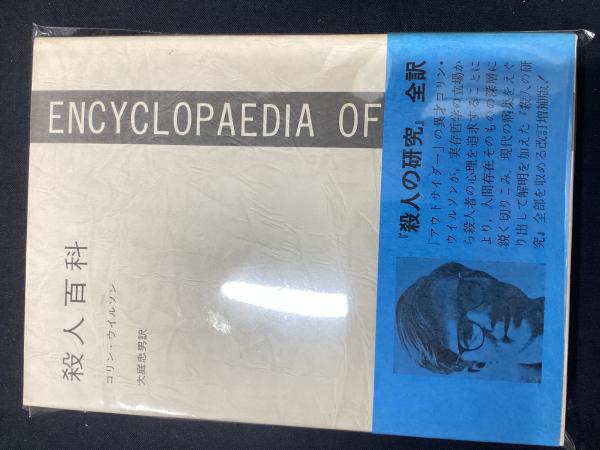 ENCYCLOPAEDIA OF
殺人百科
コリン・ウイルソン
大庭忠男訳
『殺人の研究』 全訳
『アウトサイダー』の異才コリン・
ウイルソンが、実存哲学の立場か
ら殺人者の心理を追求することに
より、人間存在そのものの深層に
鋭く切りこみ、現代の病巣をえぐ
り出して解明を加えた『殺人の研
究』全部を収める改訂増補版!